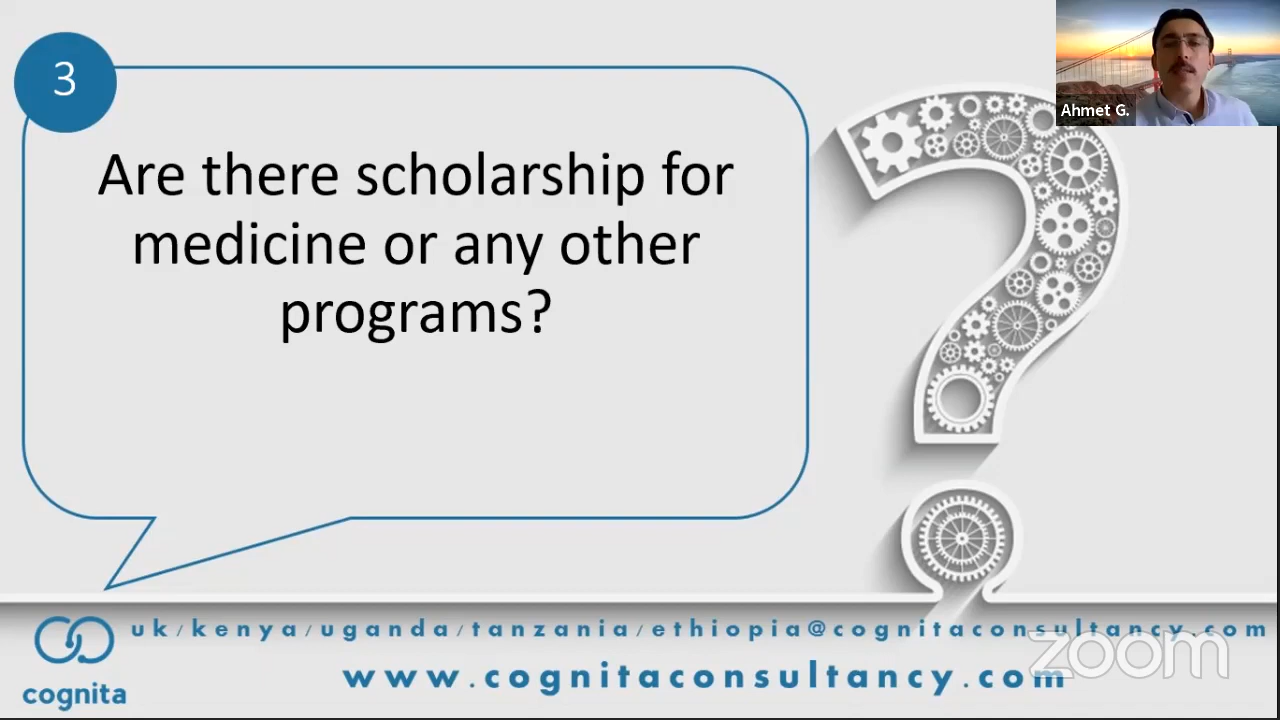 3
Ahmet G.
Are there scholarship for
medicine or any other
programs?
uk/kenya/uganda/tanzania/ethiopia@cognitaconsultancy.com
zoom
www.cognitaconsultancy.com
cognita